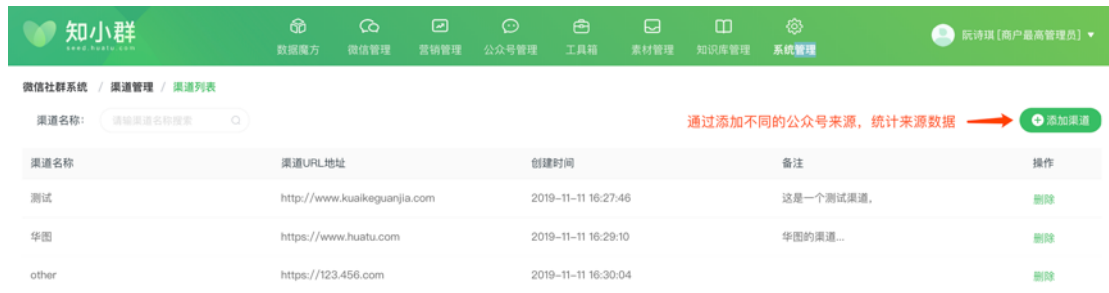 知小群
seed.huatu.com
数据魔方 微信管理 营销管理 公众号管理 工具箱 素材管理 知识库管理 系统管理
阮诗琪 [商户最高管理员]
微信社群系统 / 渠道管理 / 渠道列表
渠道名称: 请输渠道名称搜索
通过添加不同的公众号来源，统计来源数据
添加渠道
渠道名称 渠道URL地址 创建时间 备注 操作
测试 http://www.kuaikeguanjia.com 2019-11-11 16:27:46 这是一个测试渠道， 删除
华图 https://www.huatu.com 2019-11-11 16:29:10 华图的渠道... 删除
other https://123.456.com 2019-11-11 16:30:04 删除